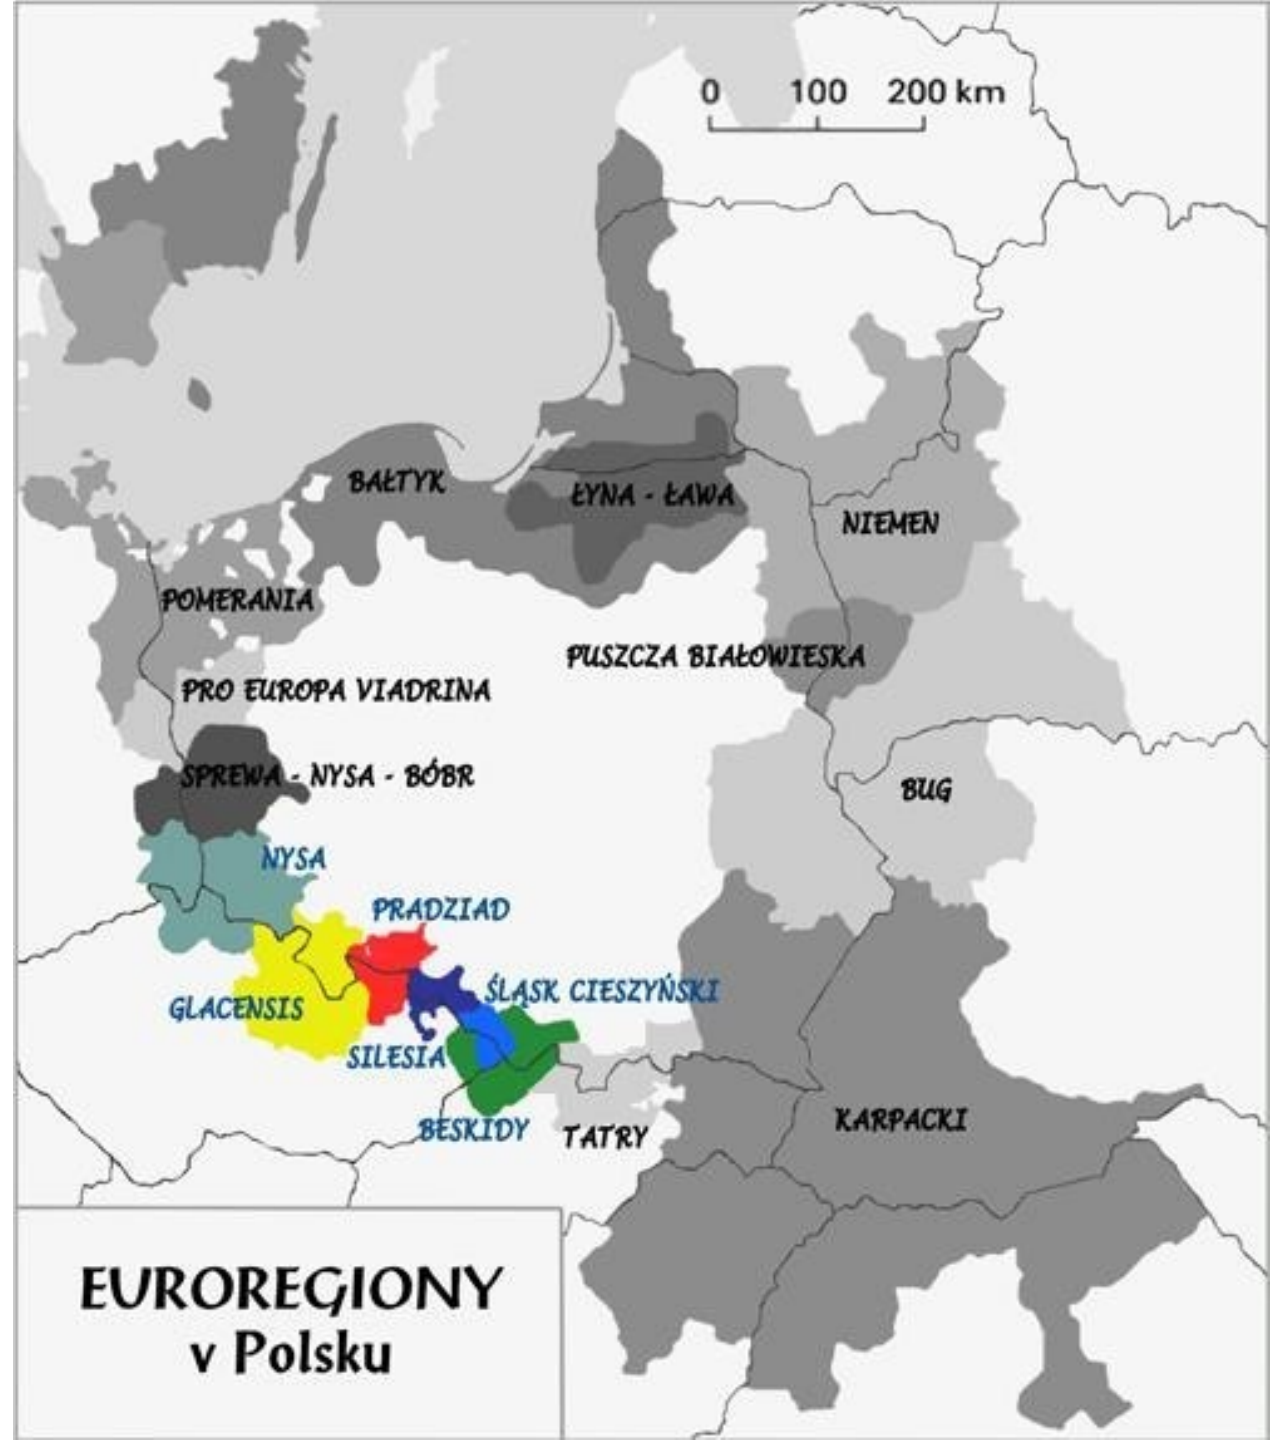 0 100 200 km
BAŁTYK
ŁYNA - ŁAWA
NIEMEN
POMERANIA
PUSZCZA BIAŁOWIESKA
PRO EUROPA VIADRINA
SPREWA - NYSA - BÓBR
BUG
NYSA
PRADZIAD
ŚLĄSK CIESZYŃSKI
GLACENSIS
SILESIA
KARPACKI
BESKIDY
TATRY
EUROREGIONY
v Polsku